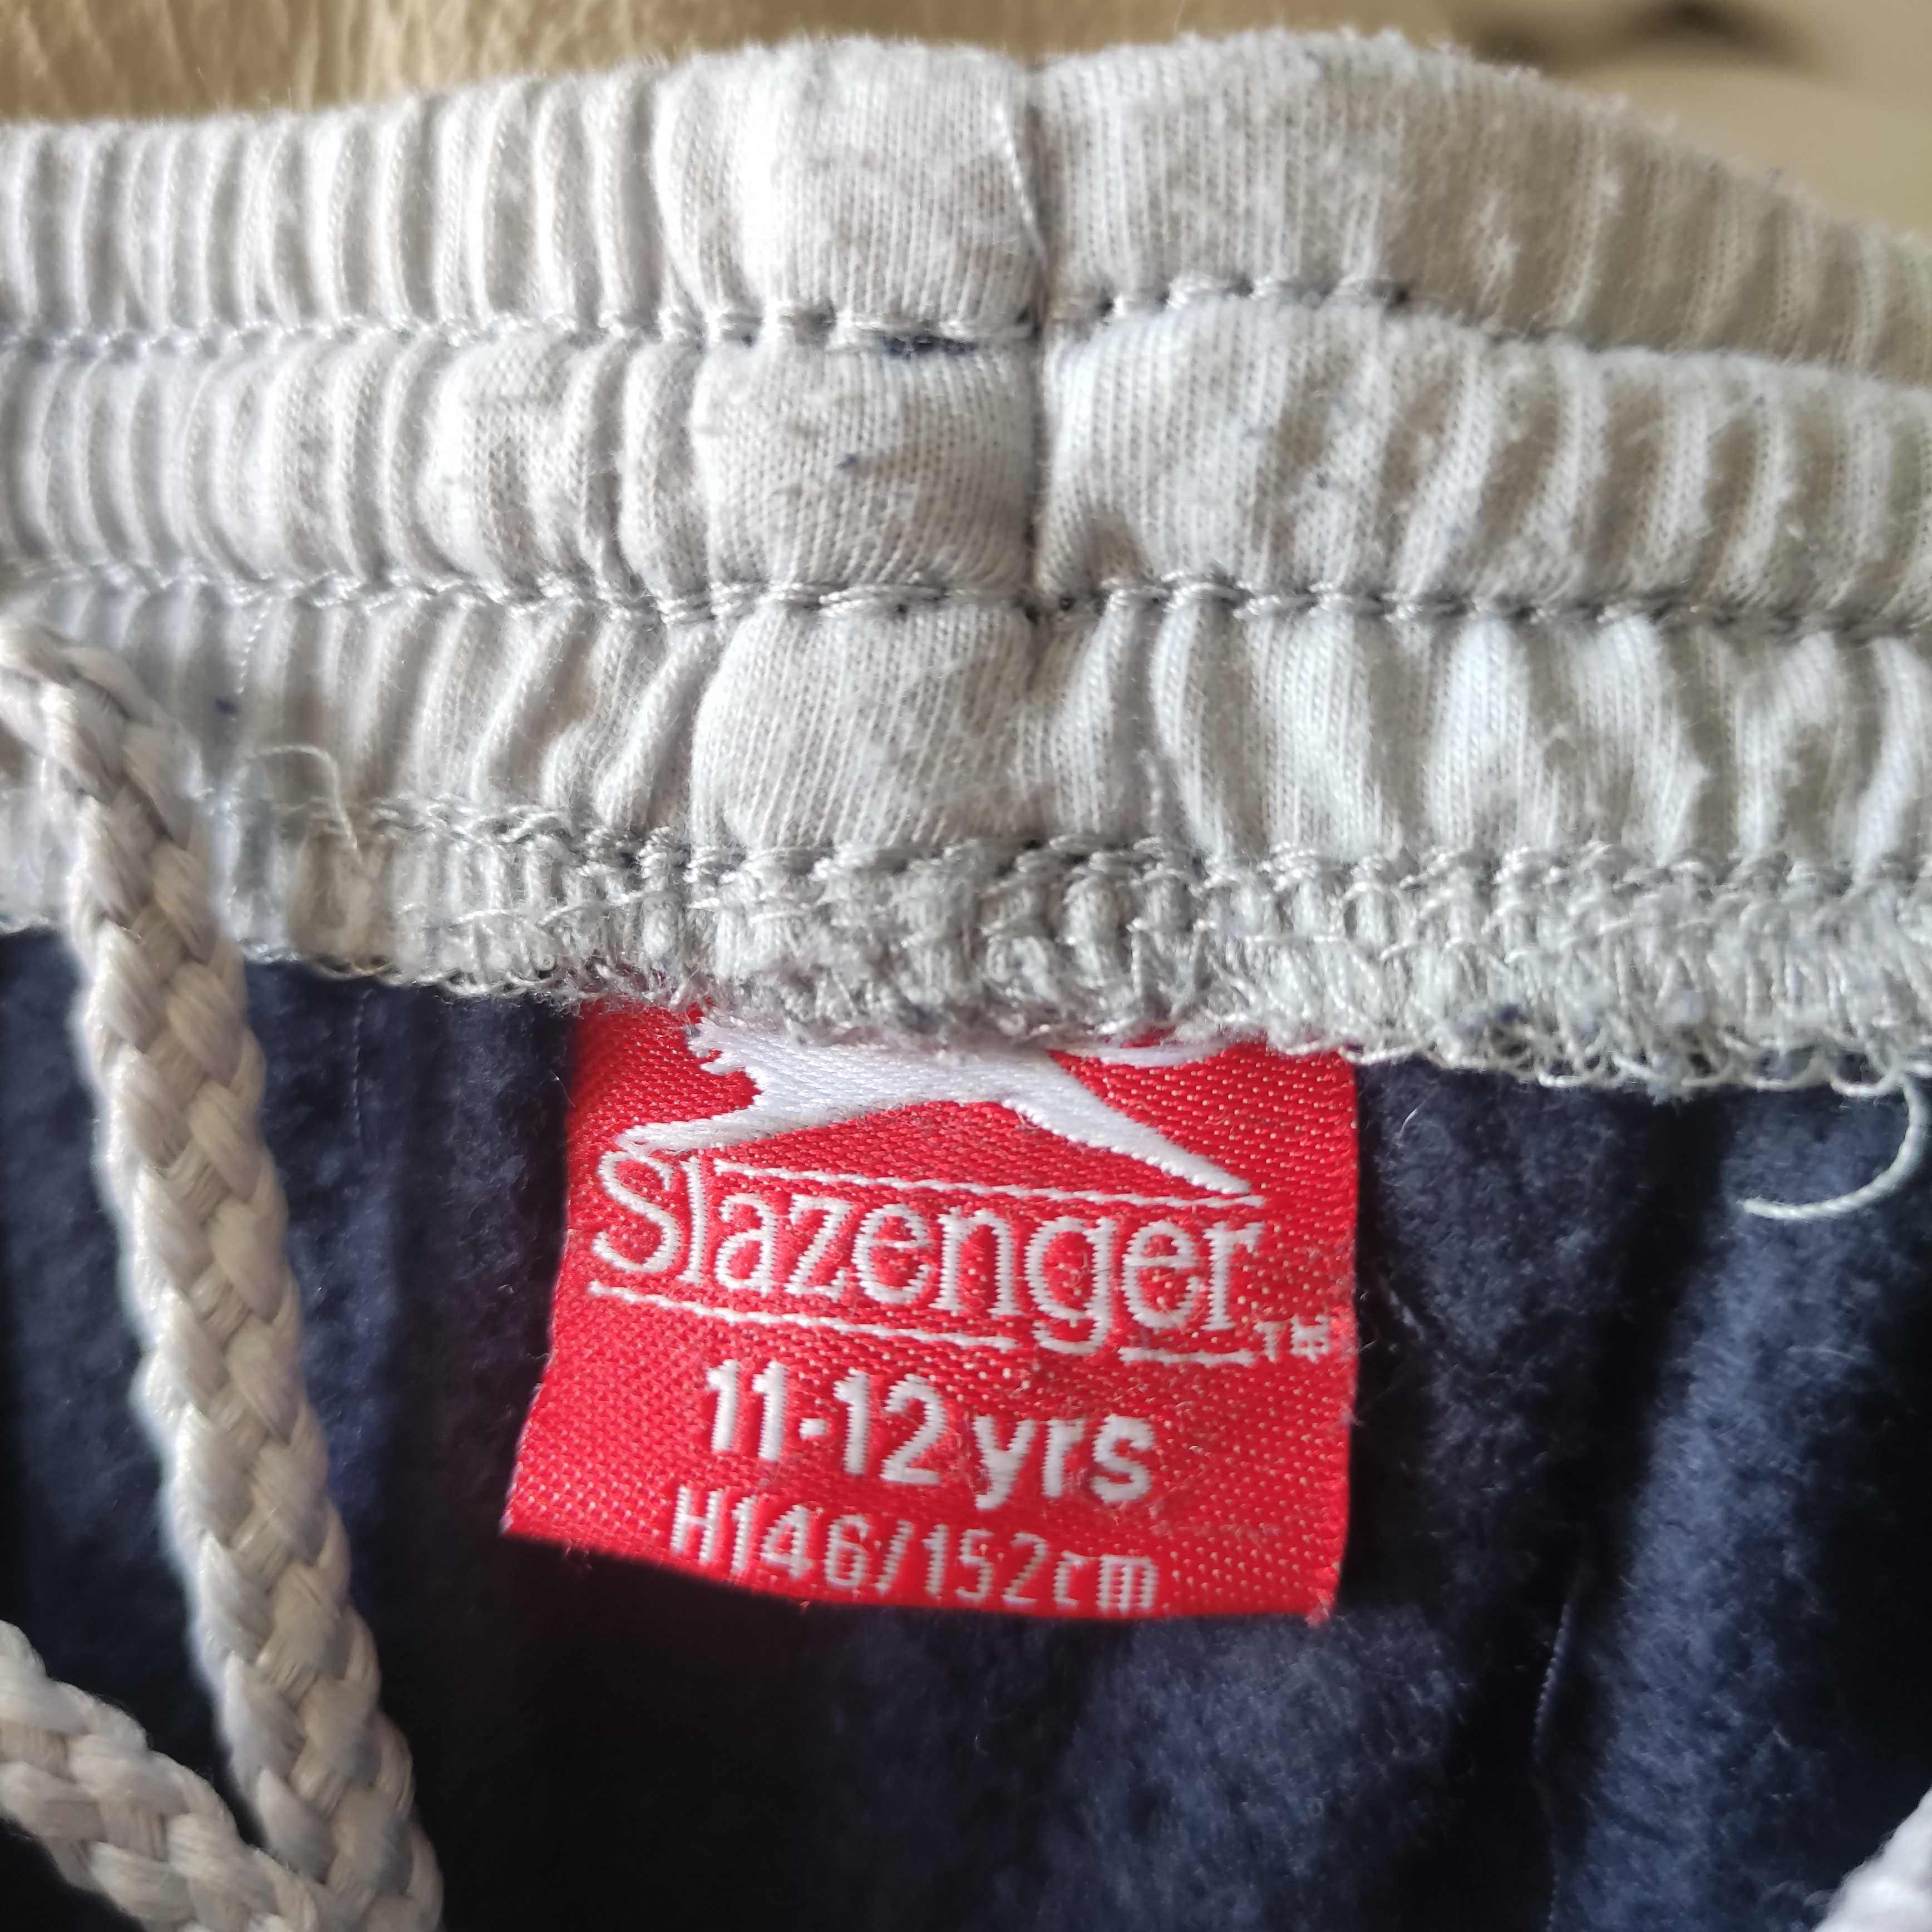 Slazenger TM
11-12 yrs
H146/152cm